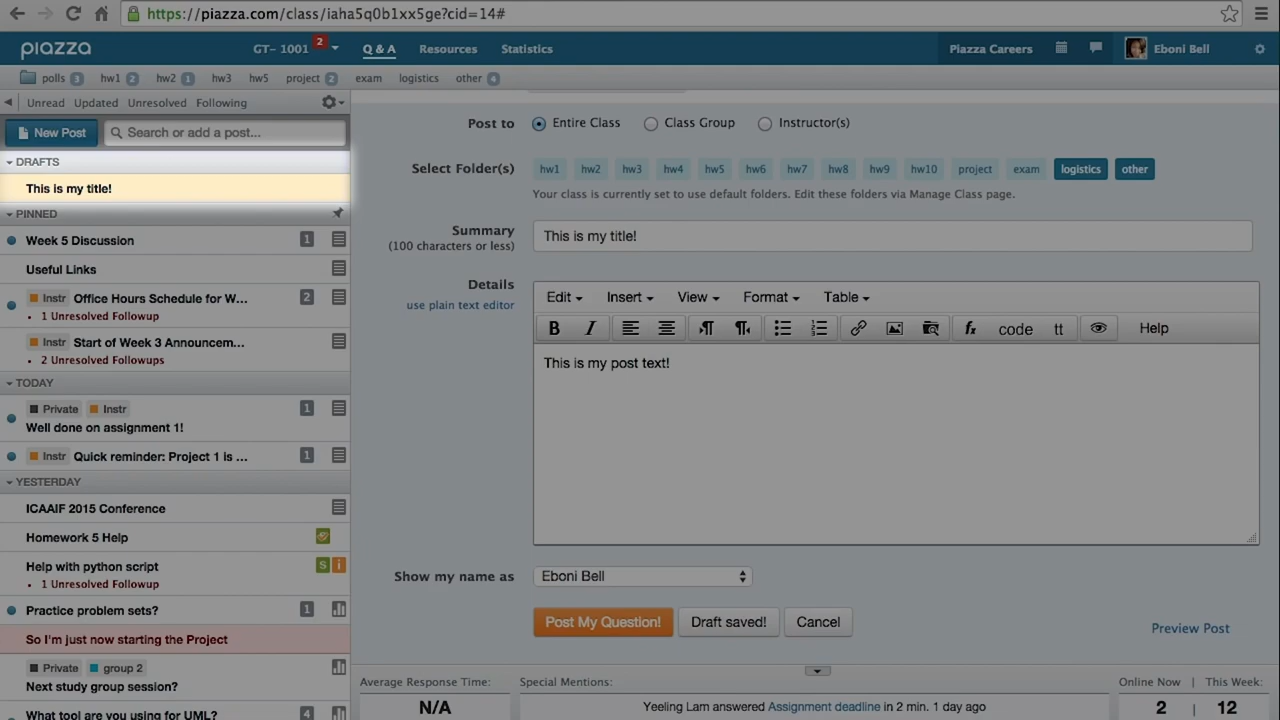 https://piazza.com/class/iaha5q0b1xx5ge?cid=14#
piazza GT- 1001 2 Q & A Resources Statistics Piazza Careers Eboni Bell
polls 3 hw1 2 hw2 1 hw3 hw5 project 2 exam logistics other 4
Unread Updated Unresolved Following
New Post Search or add a post...
DRAFTS
This is my title!
PINNED
Week 5 Discussion 1
Useful Links
Instr Office Hours Schedule for W... 2
1 Unresolved Followup
Instr Start of Week 3 Announcem...
2 Unresolved Followups
TODAY
Private Instr 1
Well done on assignment 1!
Instr Quick reminder: Project 1 is ... 1
YESTERDAY
ICAAIF 2015 Conference
Homework 5 Help
Help with python script S i
1 Unresolved Followup
Practice problem sets? 1
So I'm just now starting the Project
Private group 2
Next study group session?
What tool are you using for UML? 4
Post to Entire Class Class Group Instructor(s)
Select Folder(s) hw1 hw2 hw3 hw4 hw5 hw6 hw7 hw8 hw9 hw10 project exam logistics other
Your class is currently set to use default folders. Edit these folders via Manage Class page.
Summary This is my title!
(100 characters or less)
Details
use plain text editor
Edit Insert View Format Table
B I fx code tt Help
This is my post text!
Show my name as Eboni Bell
Post My Question! Draft saved! Cancel
Preview Post
Average Response Time: Special Mentions: Online Now | This Week:
N/A Yeeling Lam answered Assignment deadline in 2 min. 1 day ago 2 | 12